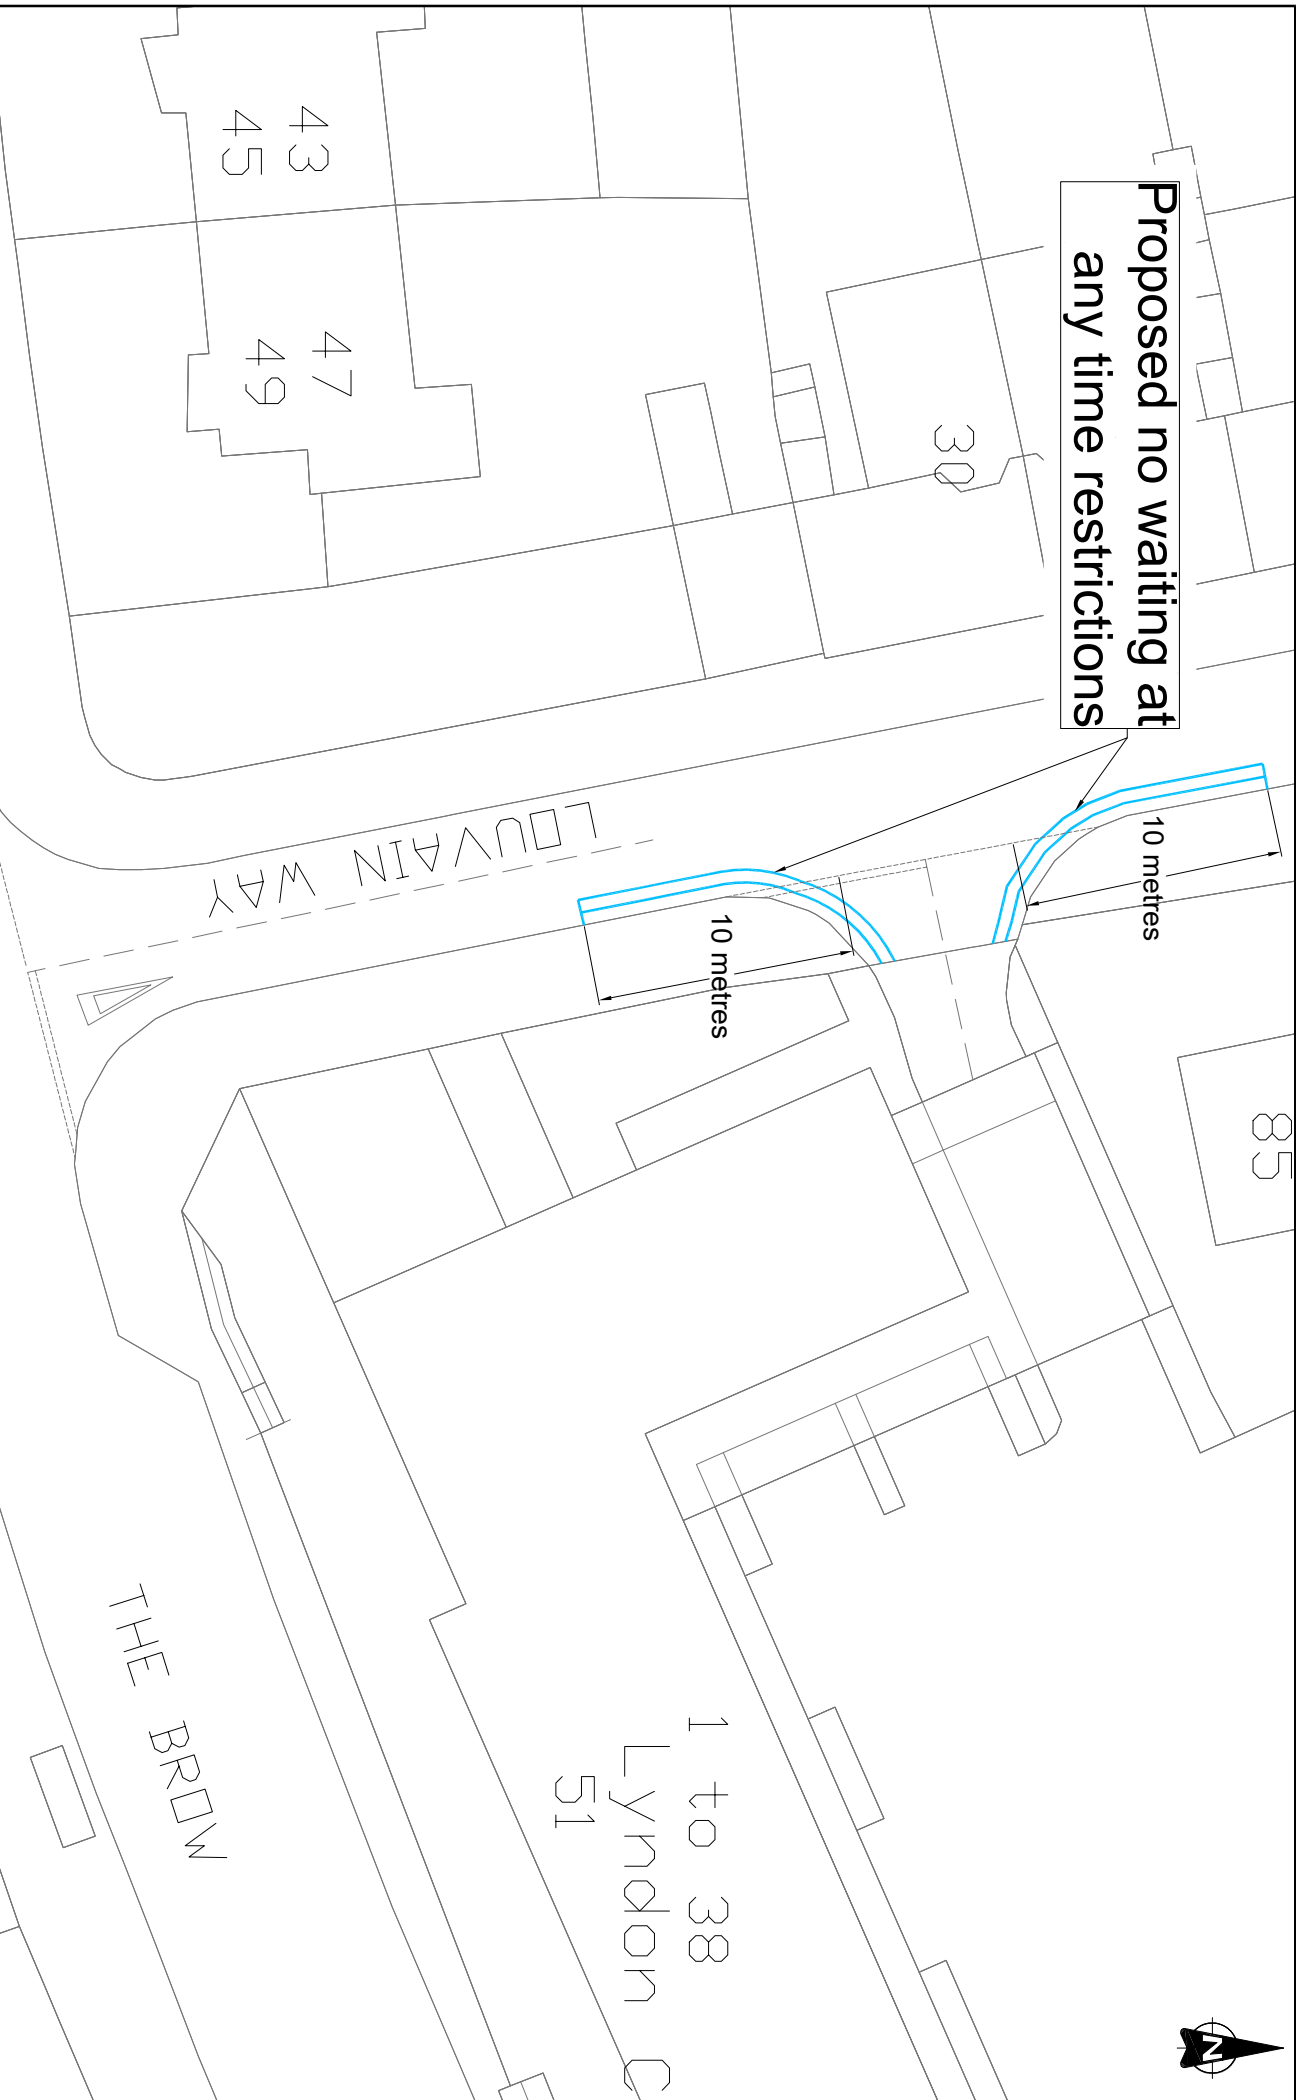 Proposed no waiting at
any time restrictions
43
45
47
49
30
10 metres
10 metres
LOUVAIN WAY
85
1 to 38
Lyndon C
51
THE BROW
N